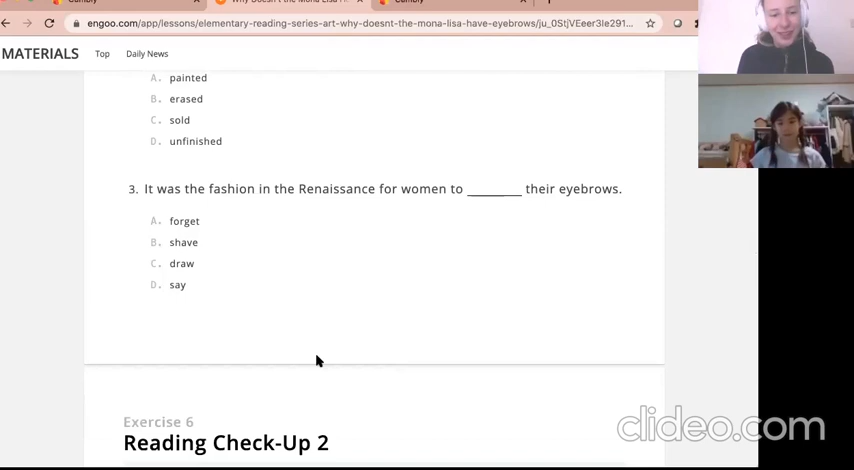 engoo.com/app/lessons/elementary-reading-series-art-why-doesnt-the-mona-lisa-have-eyebrows/ju_0StjVEeer3Ie291...
MATERIALS Top Daily News
A. painted
B. erased
C. sold
D. unfinished
3. It was the fashion in the Renaissance for women to ________ their eyebrows.
A. forget
B. shave
C. draw
D. say
Exercise 6
Reading Check-Up 2
clideo.com